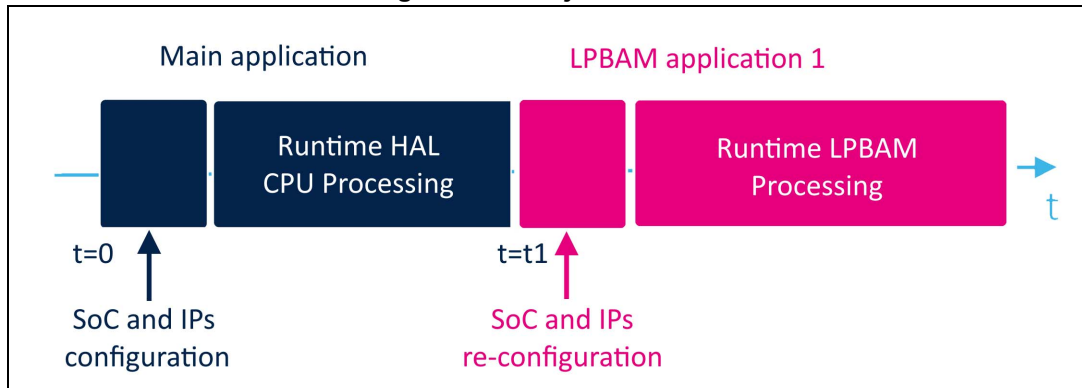 Main application
LPBAM application 1
Runtime HAL
CPU Processing
Runtime LPBAM
Processing
t
t=0
t=t1
SoC and IPs
configuration
SoC and IPs
re-configuration